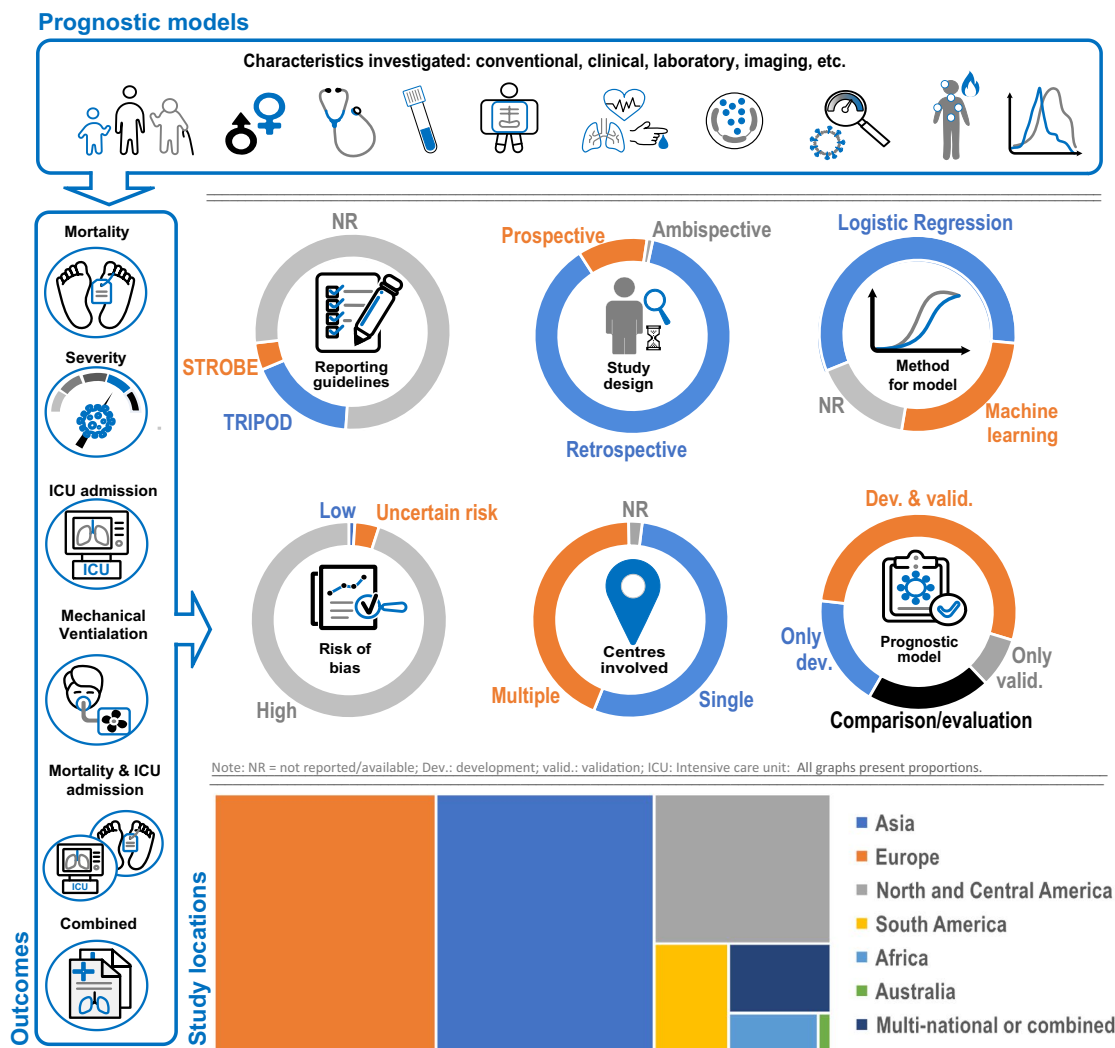 Prognostic models
Characteristics investigated: conventional, clinical, laboratory, imaging, etc.
Mortality
Severity
ICU admission
ICU
Mechanical
Ventialation
Mortality & ICU
admission
ICU
Combined
Outcomes
NR
STROBE
TRIPOD
Reporting
guidelines
Prospective
Ambispective
Study
design
Retrospective
Logistic Regression
Method
for model
NR
Machine
learning
Low
Uncertain risk
Risk of
bias
High
NR
Centres
involved
Multiple
Single
Dev. & valid.
Only
dev.
Prognostic
model
Only
valid.
Comparison/evaluation
Note: NR = not reported/available; Dev.: development; valid.: validation; ICU: Intensive care unit: All graphs present proportions.
Study locations
Asia
Europe
North and Central America
South America
Africa
Australia
Multi-national or combined